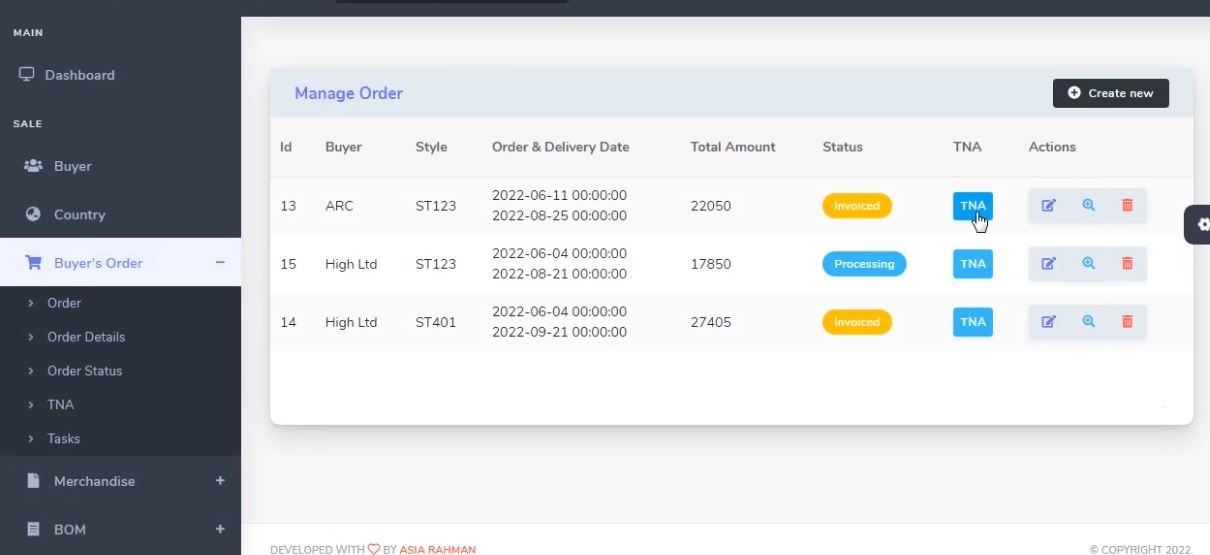 MAIN
Dashboard
SALE
Buyer
Country
Buyer's Order
Order
Order Details
Order Status
TNA
Tasks
Merchandise
BOM
Manage Order
Create new
Id Buyer Style Order & Delivery Date Total Amount Status TNA Actions
13 ARC ST123 2022-06-11 00:00:00 22050 Invoiced TNA
2022-08-25 00:00:00
15 High Ltd ST123 2022-06-04 00:00:00 17850 Processing TNA
2022-08-21 00:00:00
14 High Ltd ST401 2022-06-04 00:00:00 27405 Invoiced TNA
2022-09-21 00:00:00
DEVELOPED WITH BY ASIA RAHMAN
© COPYRIGHT 2022.